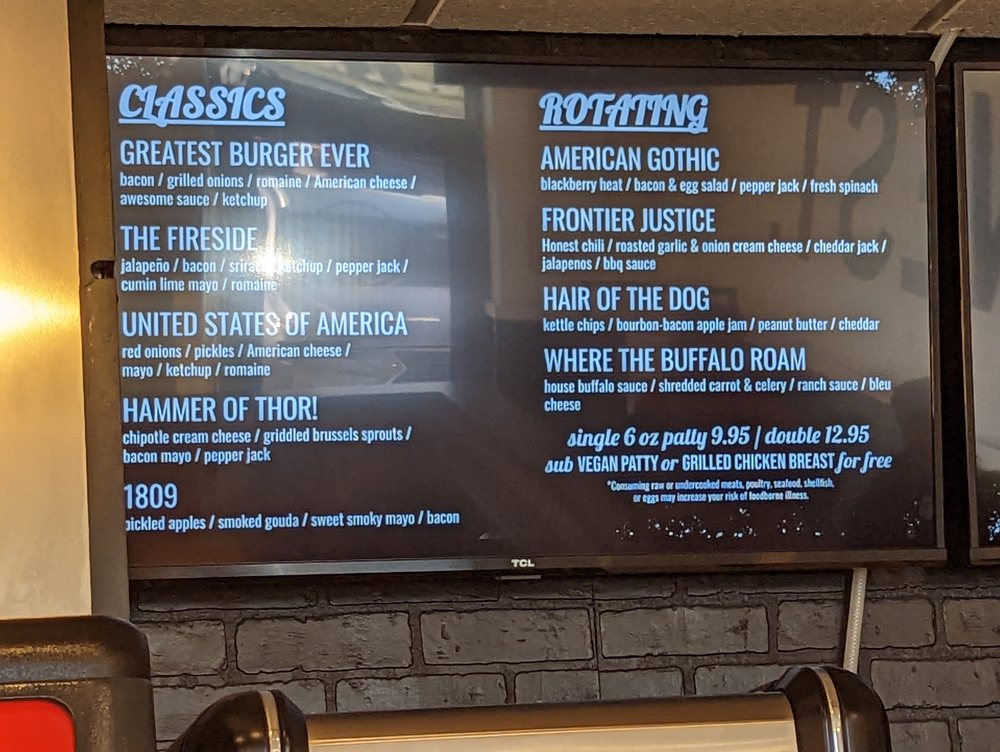 CLASSICS
GREATEST BURGER EVER
bacon / grilled onions / romaine / American cheese /
awesome sauce / ketchup
THE FIRESIDE
jalapeño / bacon / sriracha ketchup / pepper jack /
cumin lime mayo / romaine
UNITED STATES OF AMERICA
red onions / pickles / American cheese /
mayo / ketchup / romaine
HAMMER OF THOR!
chipotle cream cheese / griddled brussels sprouts /
bacon mayo / pepper jack
1809
pickled apples / smoked gouda / sweet smoky mayo / bacon
ROTATING
AMERICAN GOTHIC
blackberry heat / bacon & egg salad / pepper jack / fresh spinach
FRONTIER JUSTICE
Honest chili / roasted garlic & onion cream cheese / cheddar jack /
jalapenos / bbq sauce
HAIR OF THE DOG
kettle chips / bourbon-bacon apple jam / peanut butter / cheddar
WHERE THE BUFFALO ROAM
house buffalo sauce / shredded carrot & celery / ranch sauce / bleu
cheese
single 6 oz patty 9.95 | double 12.95
sub VEGAN PATTY or GRILLED CHICKEN BREAST for free
*Consuming raw or undercooked meats, poultry, seafood, shellfish,
or eggs may increase your risk of foodborne illness.
TCL